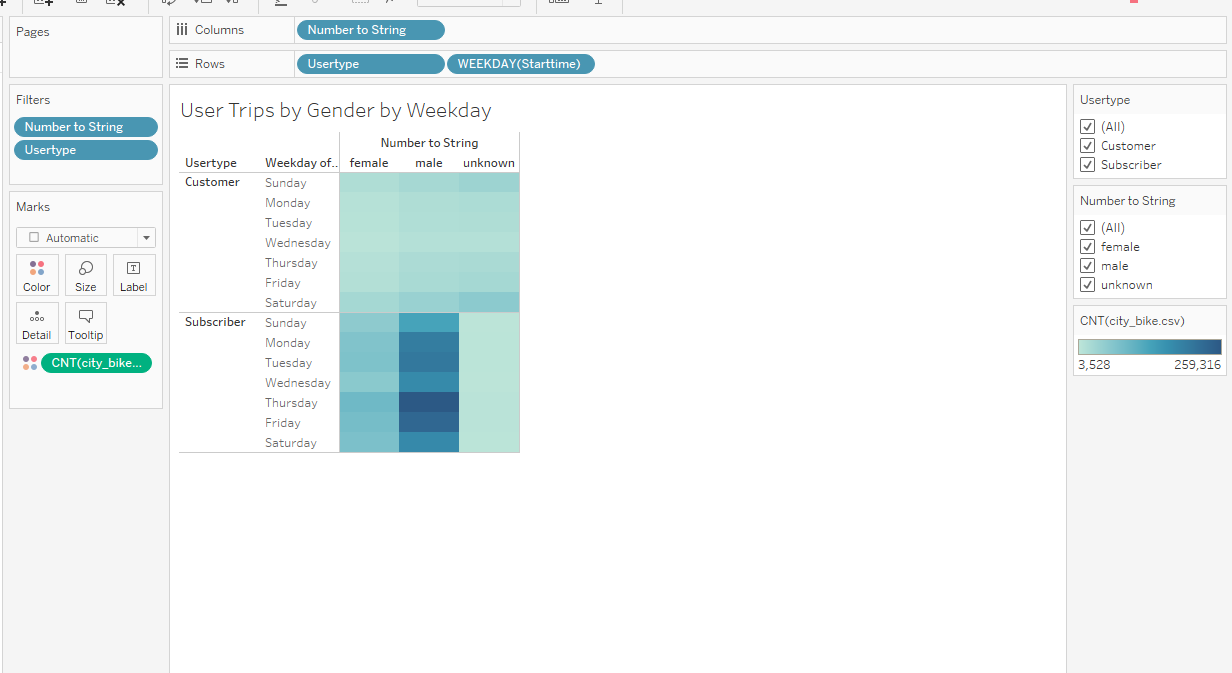 Pages
Columns
Number to String
Rows
Usertype
WEEKDAY(Starttime)
Filters
Number to String
Usertype
Marks
Automatic
Color
Size
Label
Detail
Tooltip
CNT(city_bike...
User Trips by Gender by Weekday
Number to String
Usertype
Weekday of..
female
male
unknown
Customer
Sunday
Monday
Tuesday
Wednesday
Thursday
Friday
Saturday
Subscriber
Sunday
Monday
Tuesday
Wednesday
Thursday
Friday
Saturday
Usertype
(All)
Customer
Subscriber
Number to String
(All)
female
male
unknown
CNT(city_bike.csv)
3,528
259,316